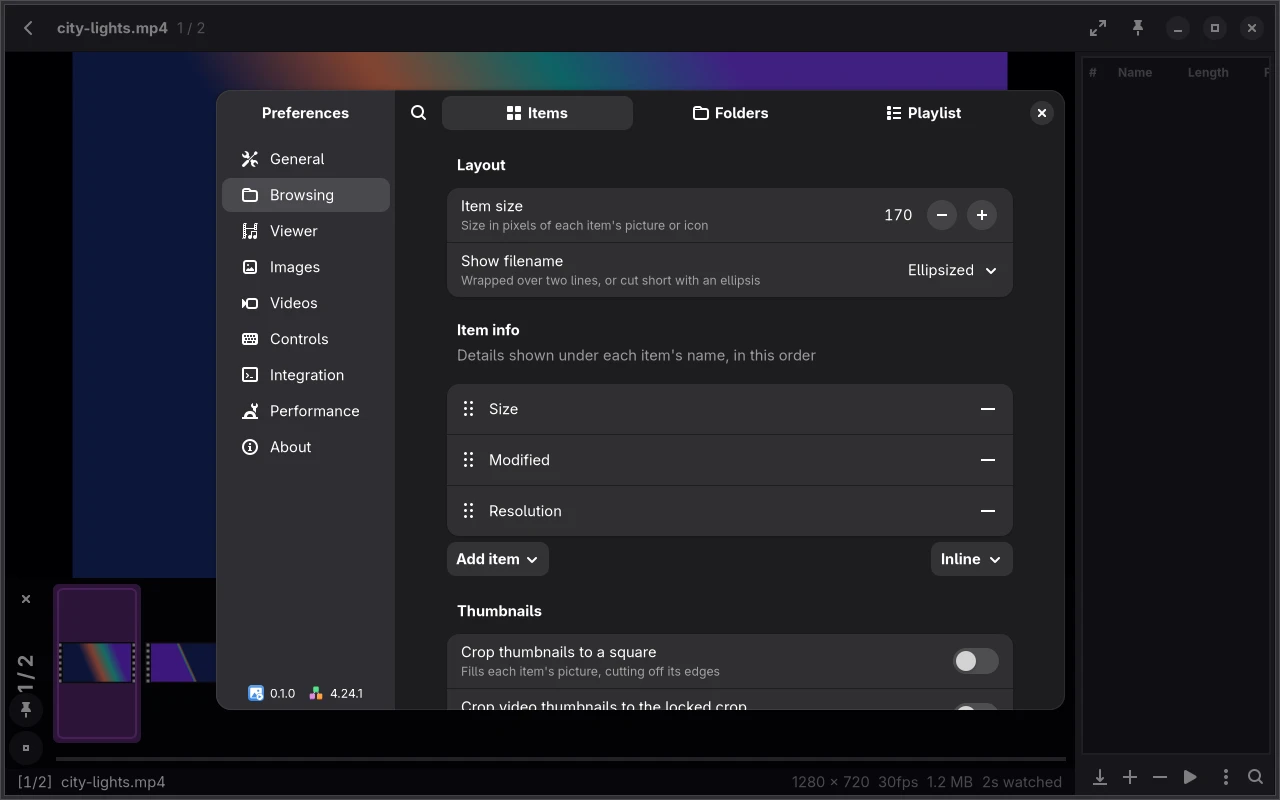 city-lights.mp4 1 / 2
# Name Length F
Preferences
Items
Folders
Playlist
General
Browsing
Viewer
Images
Videos
Controls
Integration
Performance
About
0.1.0 4.24.1
Layout
Item size
Size in pixels of each item's picture or icon
170
Show filename
Wrapped over two lines, or cut short with an ellipsis
Ellipsized
Item info
Details shown under each item's name, in this order
Size
Modified
Resolution
Add item
Inline
Thumbnails
Crop thumbnails to a square
Fills each item's picture, cutting off its edges
Crop video thumbnails to the locked crop
1 / 2
[1/2] city-lights.mp4
1280 × 720 30fps 1.2 MB 2s watched